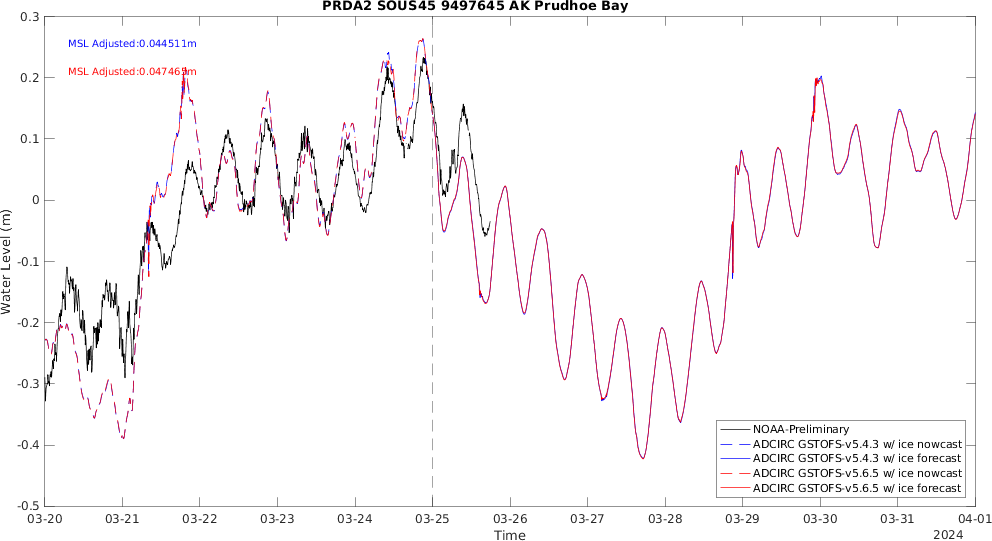 PRDA2 SOUS45 9497645 AK Prudhoe Bay
MSL Adjusted:0.044511m
MSL Adjusted:0.047465m
Water Level (m)
0.3
0.2
0.1
0
-0.1
-0.2
-0.3
-0.4
-0.5
NOAA-Preliminary
ADCIRC GSTOFS-v5.4.3 w/ ice nowcast
ADCIRC GSTOFS-v5.4.3 w/ ice forecast
ADCIRC GSTOFS-v5.6.5 w/ ice nowcast
ADCIRC GSTOFS-v5.6.5 w/ ice forecast
03-20 03-21 03-22 03-23 03-24 03-25 03-26 03-27 03-28 03-29 03-30 03-31 04-01
Time
2024